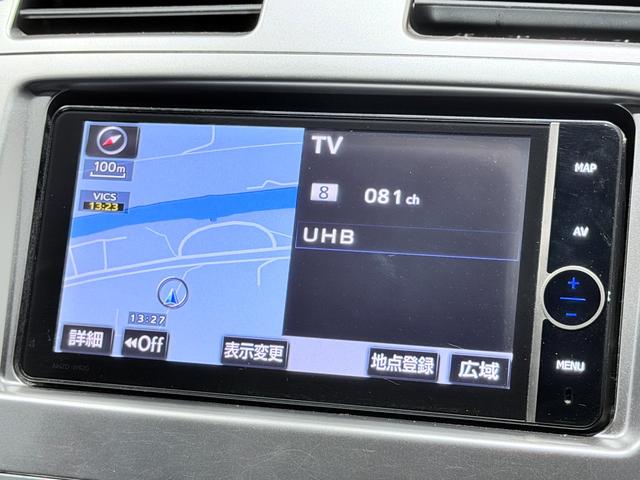 TV
100m
8 081ch
VICS
13:23
UHB
13:27
詳細
◀◀Off
表示変更
地点登録
広域
MAP
AV
+
−
MENU